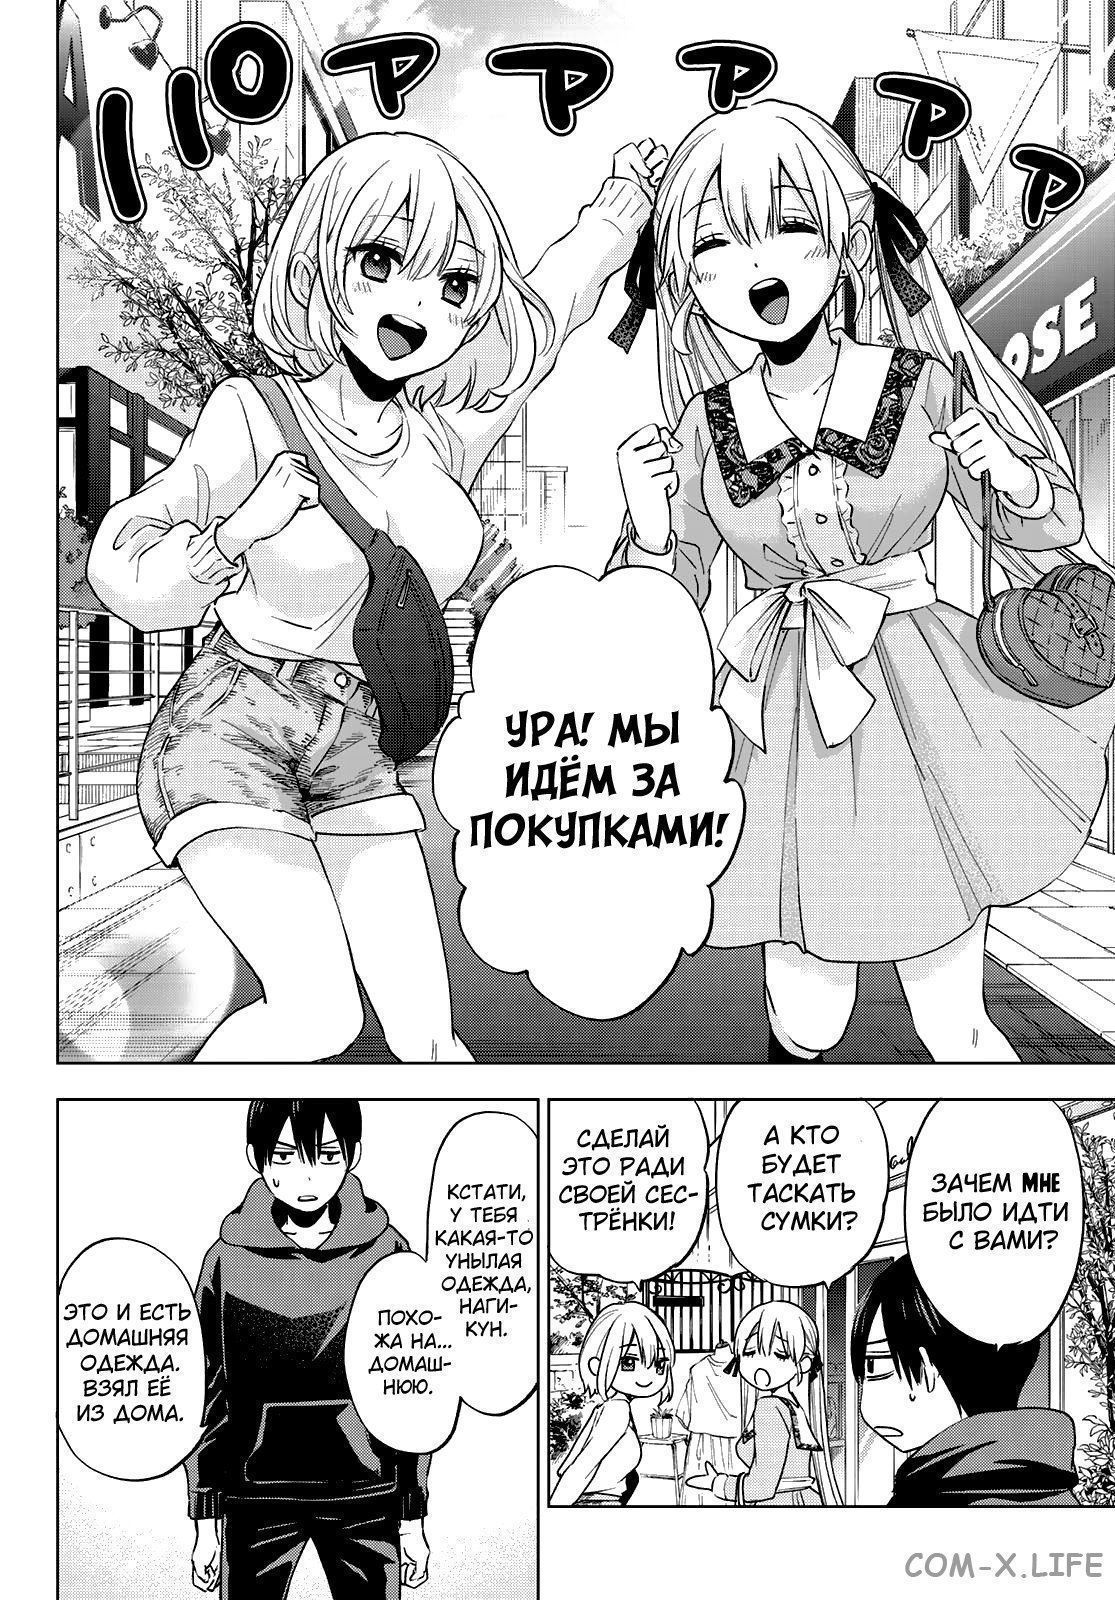 ЮРРРРР
OSE
УРА! МЫ
ИДЁМ ЗА
ПОКУПКАМИ!
ЗАЧЕМ МНЕ
БЫЛО ИДТИ
С ВАМИ?
А КТО
БУДЕТ
ТАСКАТЬ
СУМКИ?
СДЕЛАЙ
ЭТО РАДИ
СВОЕЙ СЕС-
ТРЁНКИ!
КСТАТИ,
У ТЕБЯ
КАКАЯ-ТО
УНЫЛАЯ
ОДЕЖДА,
НАГИ-
КУН.
ПОХО-
ЖА НА...
ДОМАШ-
НЮЮ.
ЭТО И ЕСТЬ
ДОМАШНЯЯ
ОДЕЖДА.
ВЗЯЛ ЕЁ
ИЗ ДОМА.
COM-X.LIFE